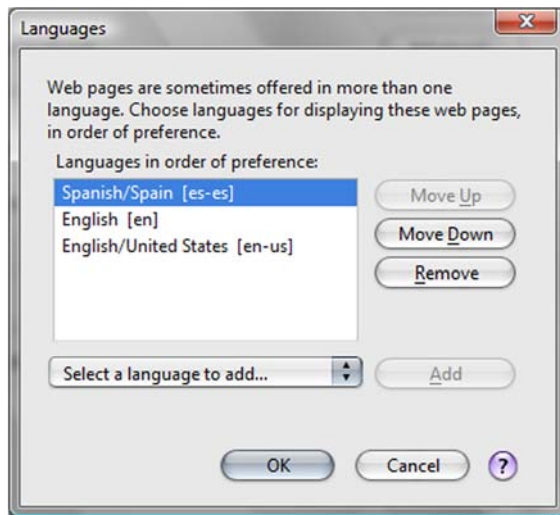 Languages
Web pages are sometimes offered in more than one
language. Choose languages for displaying these web pages,
in order of preference.
Languages in order of preference:
Spanish/Spain [es-es]
English [en]
English/United States [en-us]
Move Up
Move Down
Remove
Select a language to add...
Add
OK
Cancel
?